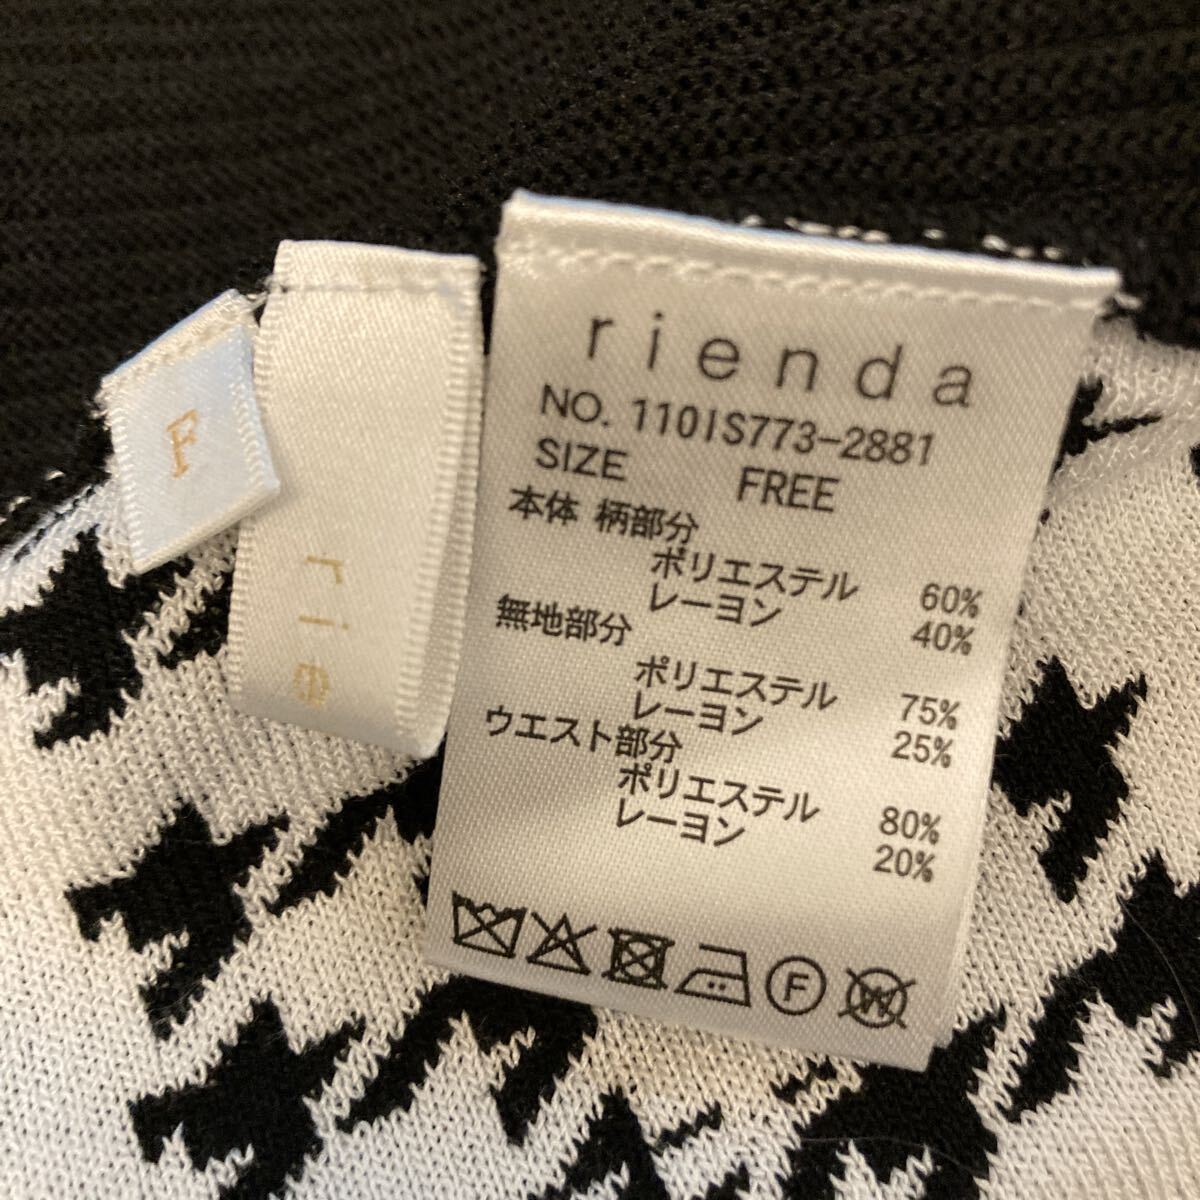 F
rie
rienda
NO. 110IS773-2881
SIZE FREE
本体 柄部分
ポリエステル 60%
レーヨン 40%
無地部分
ポリエステル 75%
レーヨン 25%
ウエスト部分
ポリエステル 80%
レーヨン 20%
F W